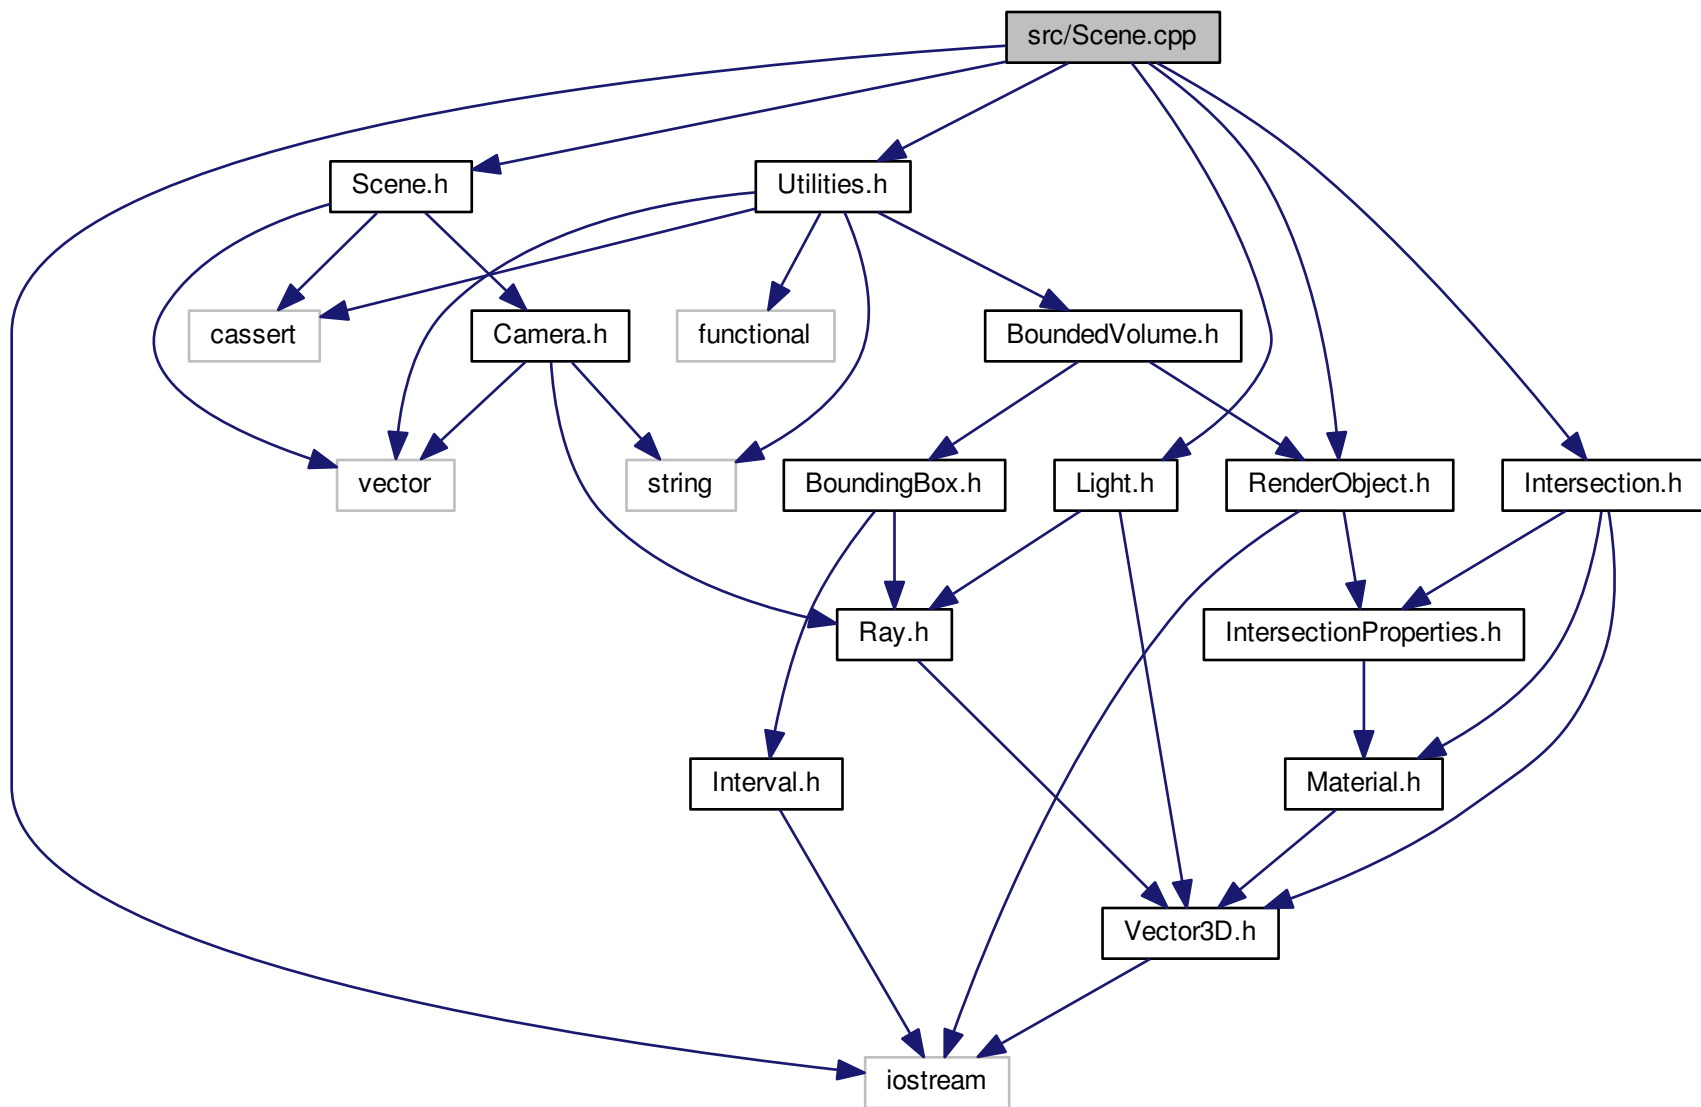 src/Scene.cpp
Scene.h
Utilities.h
cassert
Camera.h
functional
BoundedVolume.h
vector
string
BoundingBox.h
Light.h
RenderObject.h
Intersection.h
Ray.h
IntersectionProperties.h
Interval.h
Material.h
Vector3D.h
iostream